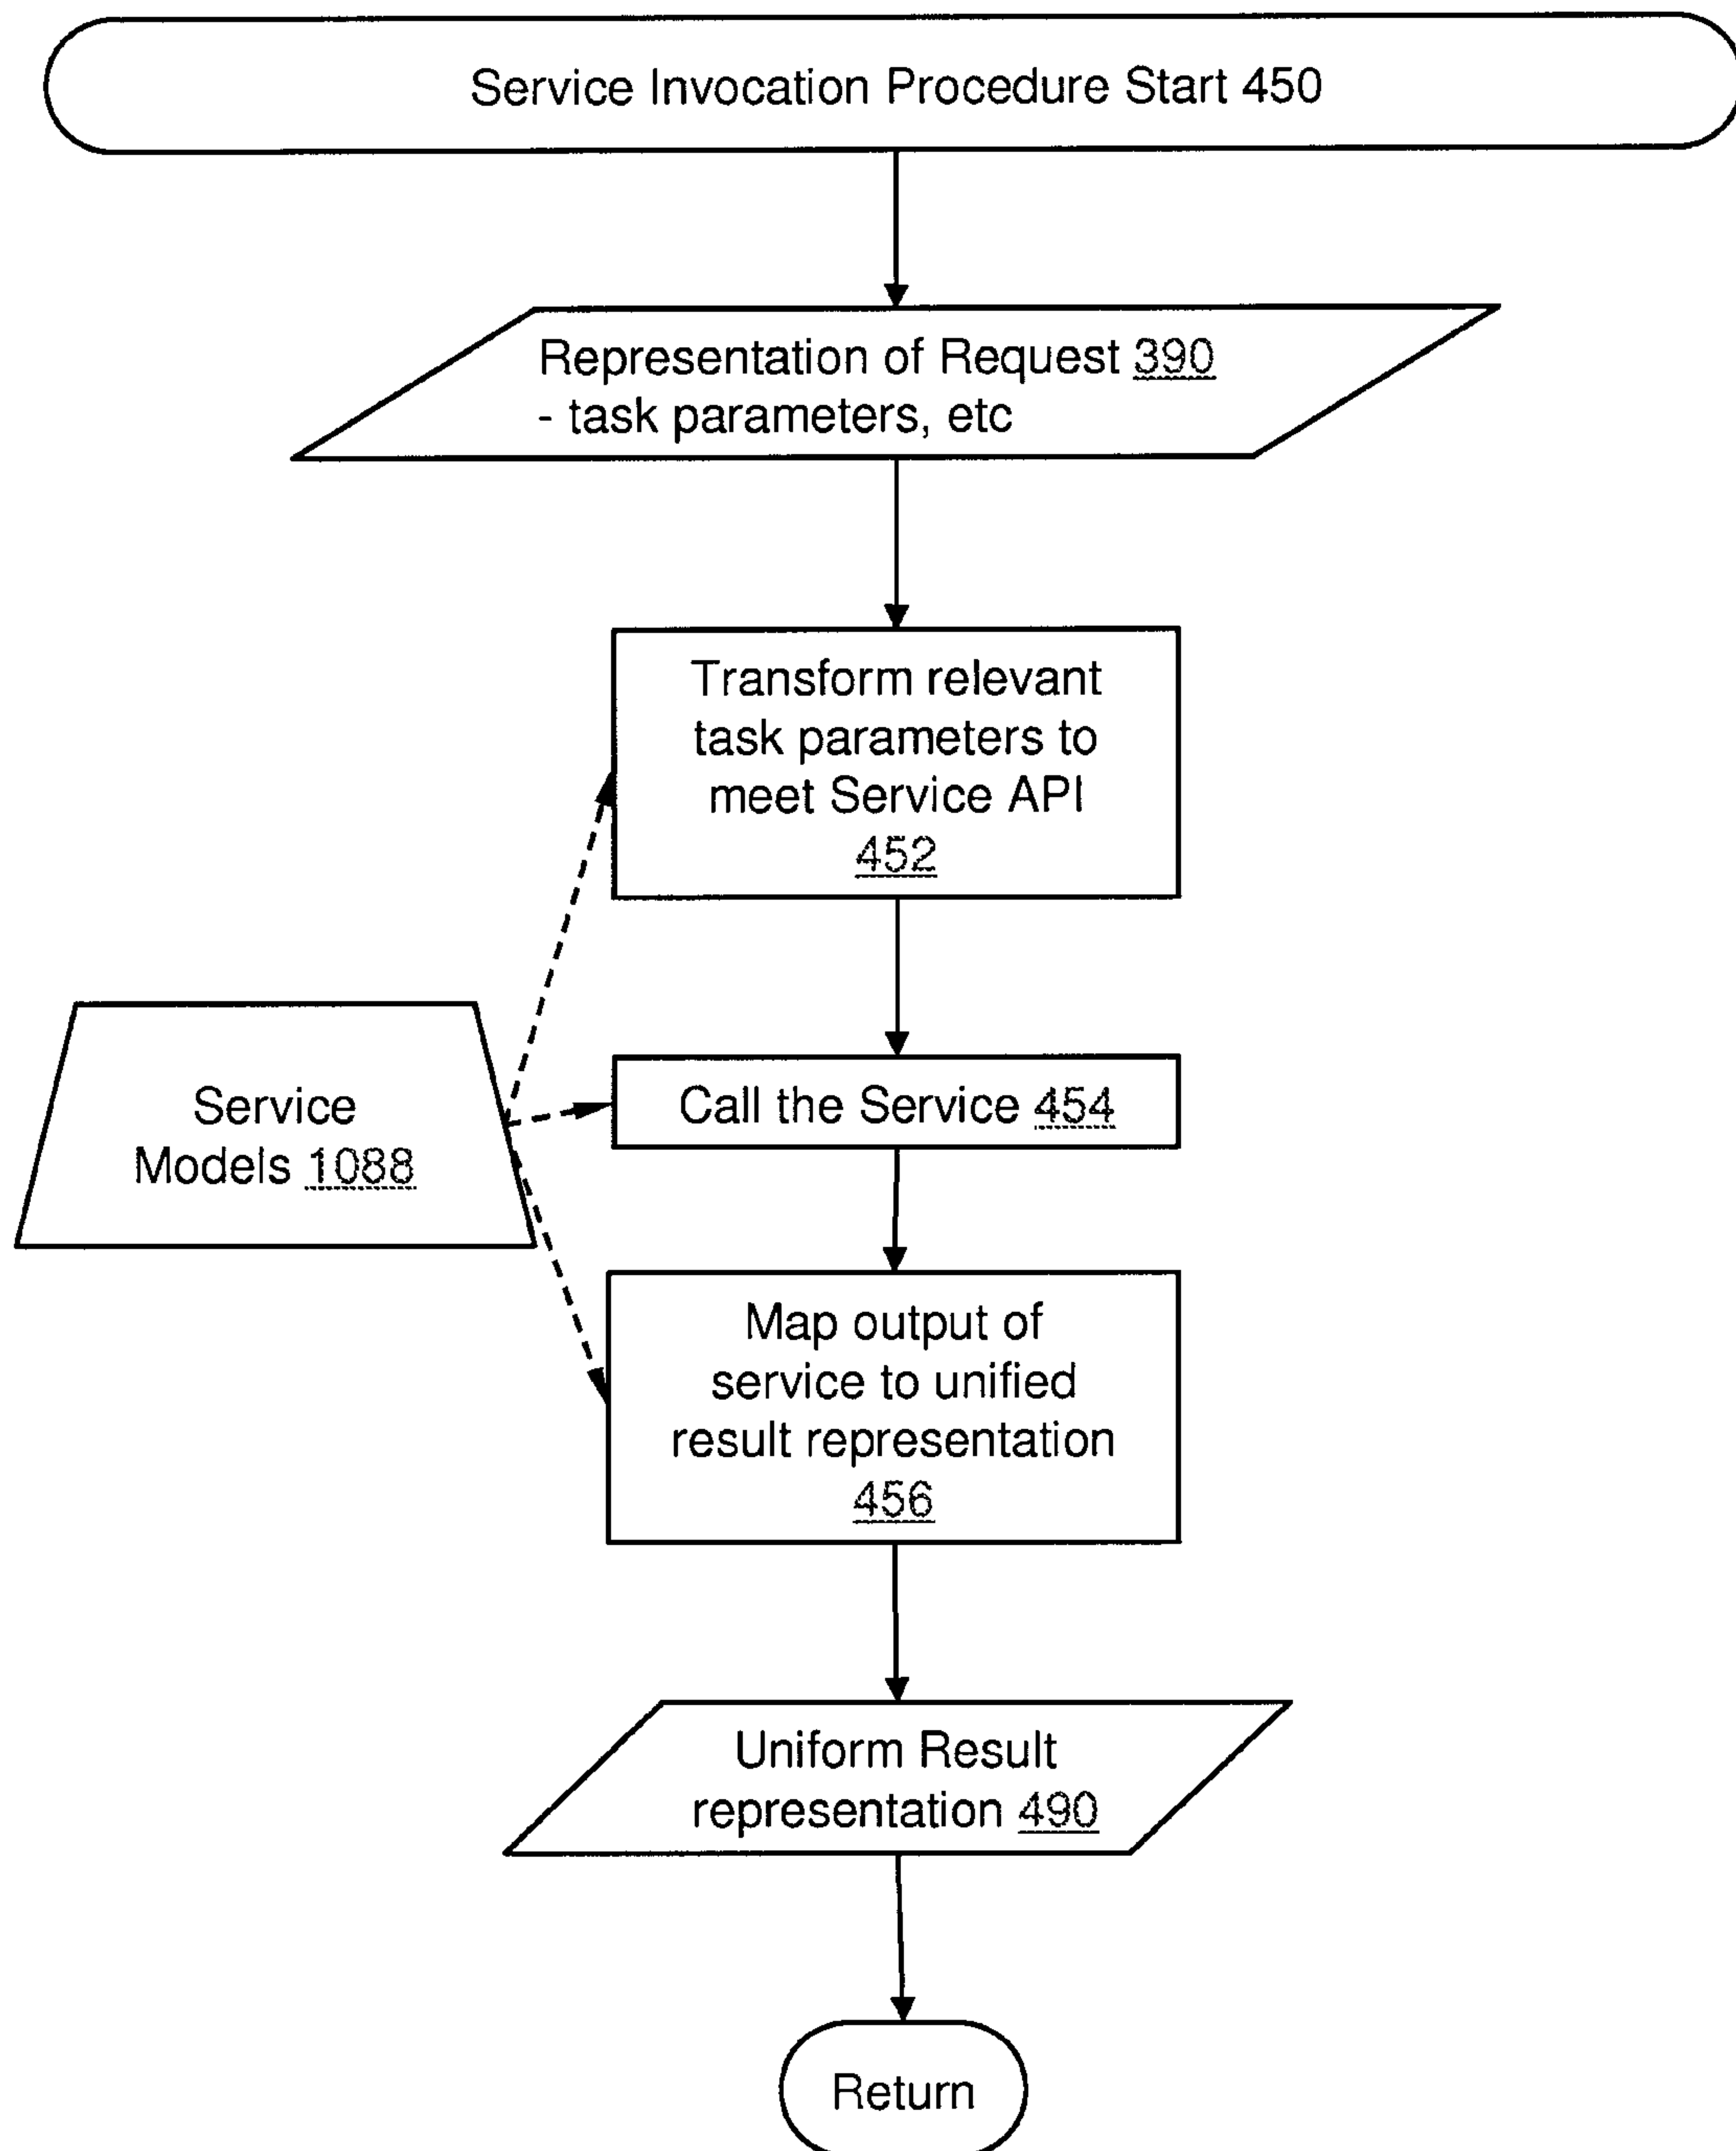 Service Invocation Procedure Start 450
Representation of Request 390
- task parameters, etc
Transform relevant
task parameters to
meet Service API
452
Service
Models 1088
Call the Service 454
Map output of
service to unified
result representation
456
Uniform Result
representation 490
Return